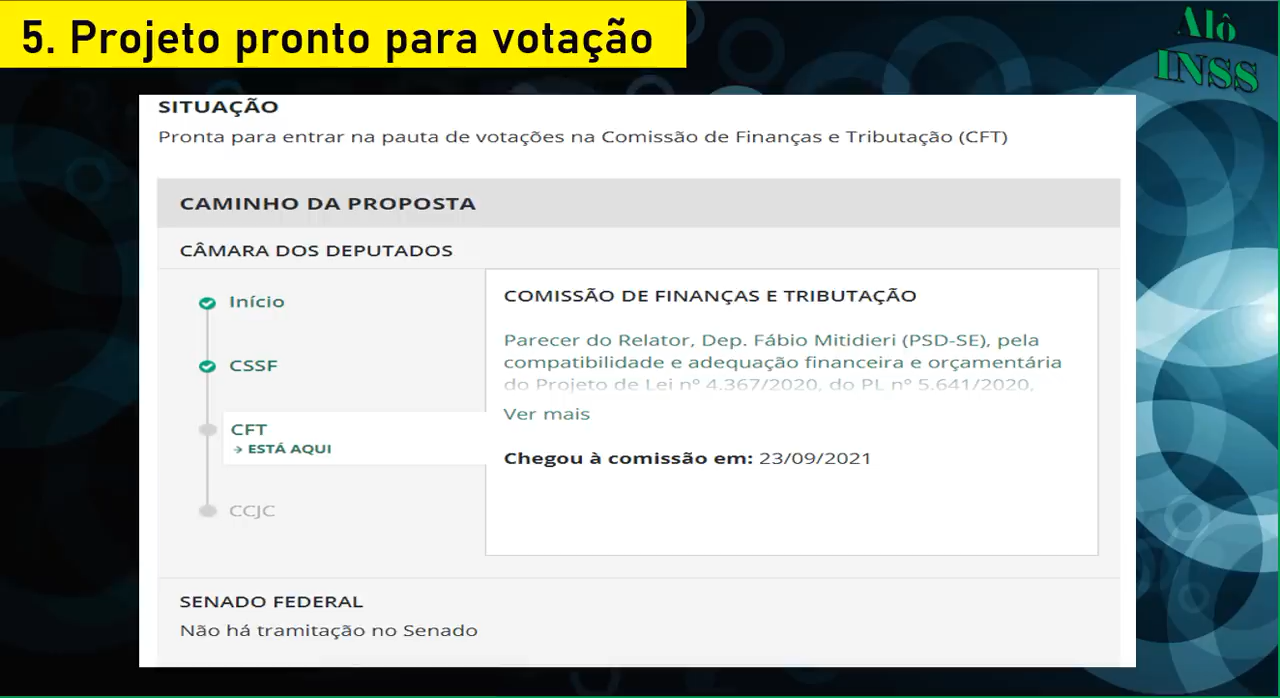 5. Projeto pronto para votação
Alô
INSS
SITUAÇÃO
Pronta para entrar na pauta de votações na Comissão de Finanças e Tributação (CFT)
CAMINHO DA PROPOSTA
CÂMARA DOS DEPUTADOS
Início
CSSF
CFT
→ ESTÁ AQUI
CCJC
COMISSÃO DE FINANÇAS E TRIBUTAÇÃO
Parecer do Relator, Dep. Fábio Mitidieri (PSD-SE), pela
compatibilidade e adequação financeira e orçamentária
do Projeto de Lei nº 4.367/2020, do PL nº 5.641/2020,
Ver mais
Chegou à comissão em: 23/09/2021
SENADO FEDERAL
Não há tramitação no Senado